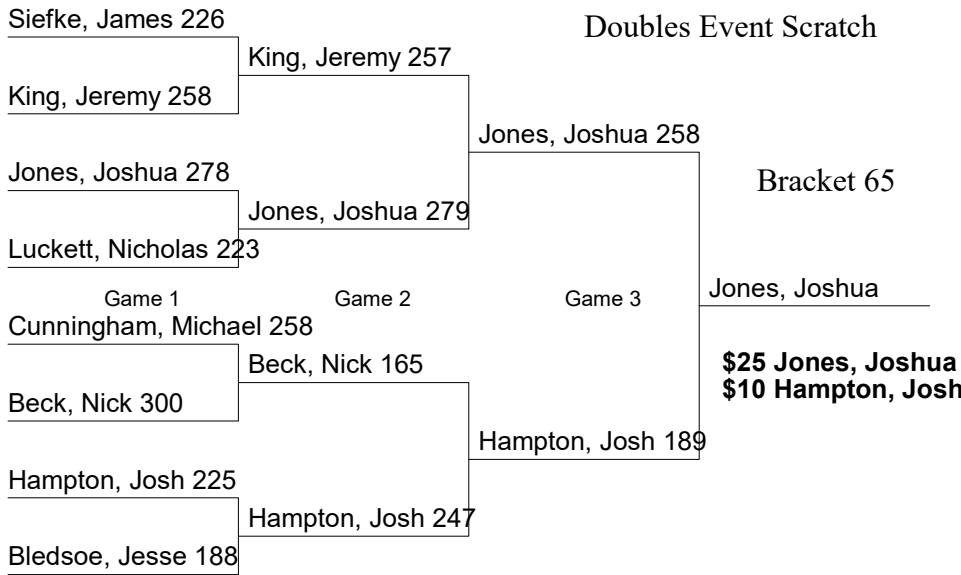 Siefke, James 226
Doubles Event Scratch
King, Jeremy 257
King, Jeremy 258
Jones, Joshua 258
Jones, Joshua 278
Bracket 65
Jones, Joshua 279
Luckett, Nicholas 223
Game 1
Game 2
Game 3
Jones, Joshua
Cunningham, Michael 258
Beck, Nick 165
$25 Jones, Joshua
$10 Hampton, Josh
Beck, Nick 300
Hampton, Josh 189
Hampton, Josh 225
Hampton, Josh 247
Bledsoe, Jesse 188